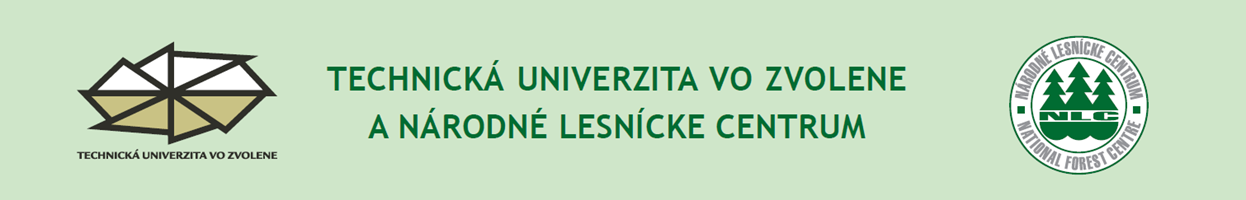 TECHNICKÁ UNIVERZITA VO ZVOLENE
TECHNICKÁ UNIVERZITA VO ZVOLENE
A NÁRODNÉ LESNÍCKE CENTRUM
NÁRODNÉ LESNÍCKE CENTRUM
NLC
NATIONAL FOREST CENTRE